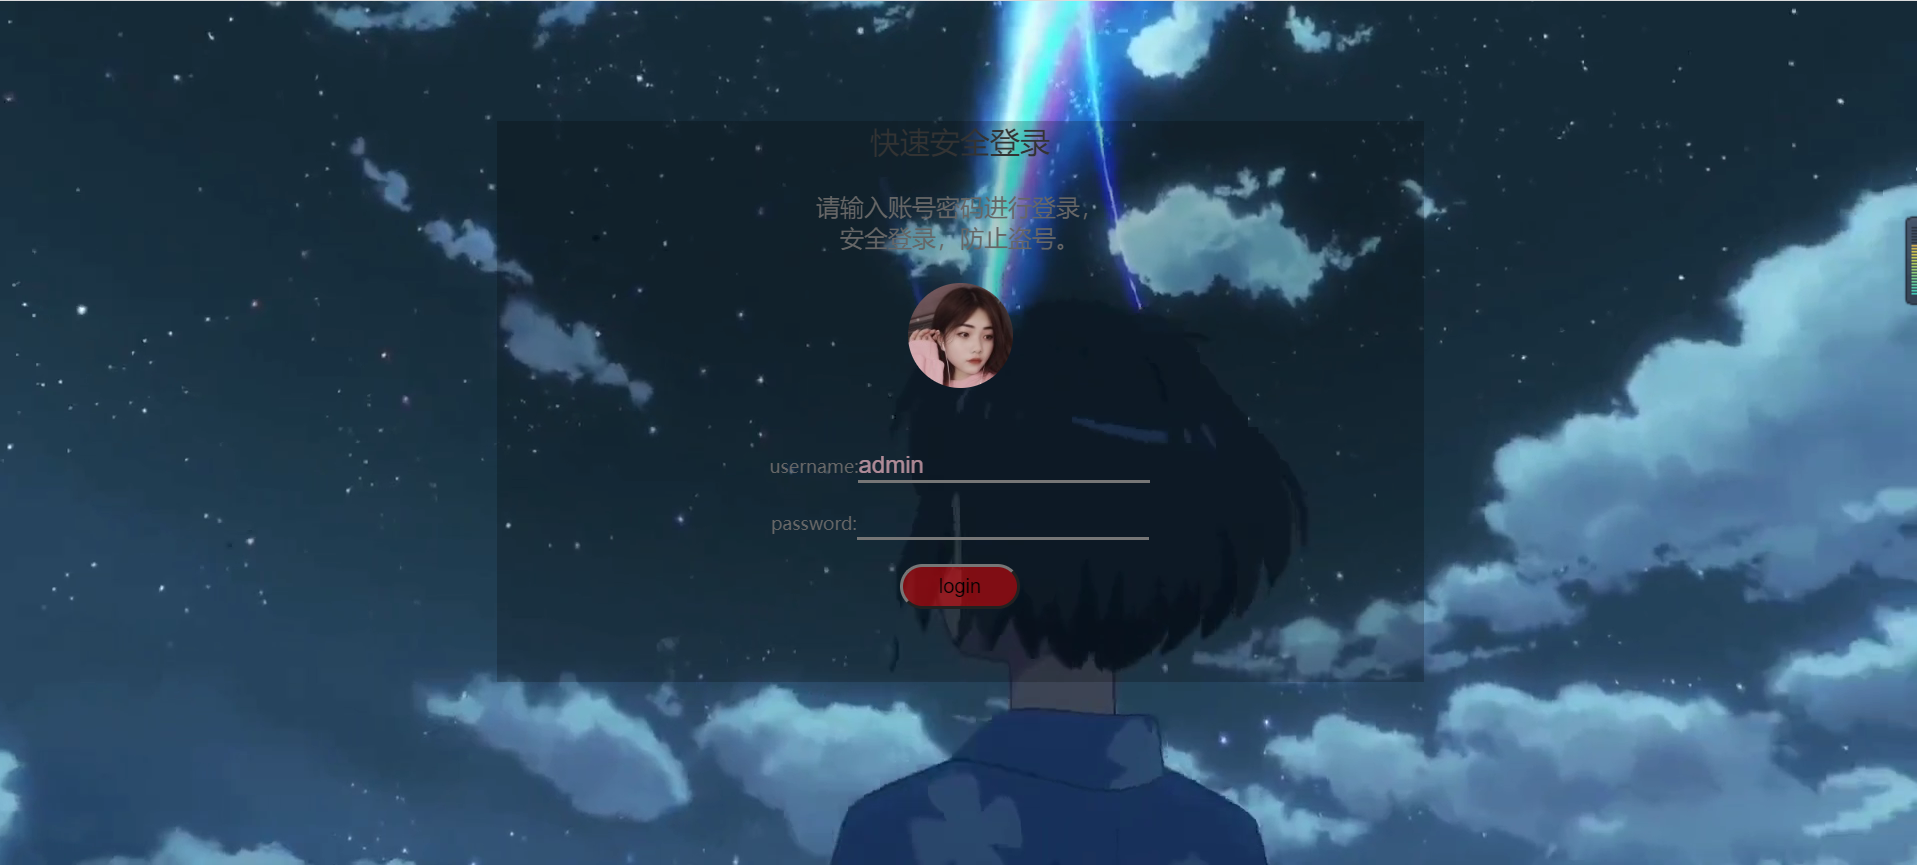 快速安全登录
请输入账号密码进行登录，
安全登录，防止盗号。
username:admin
password:
login